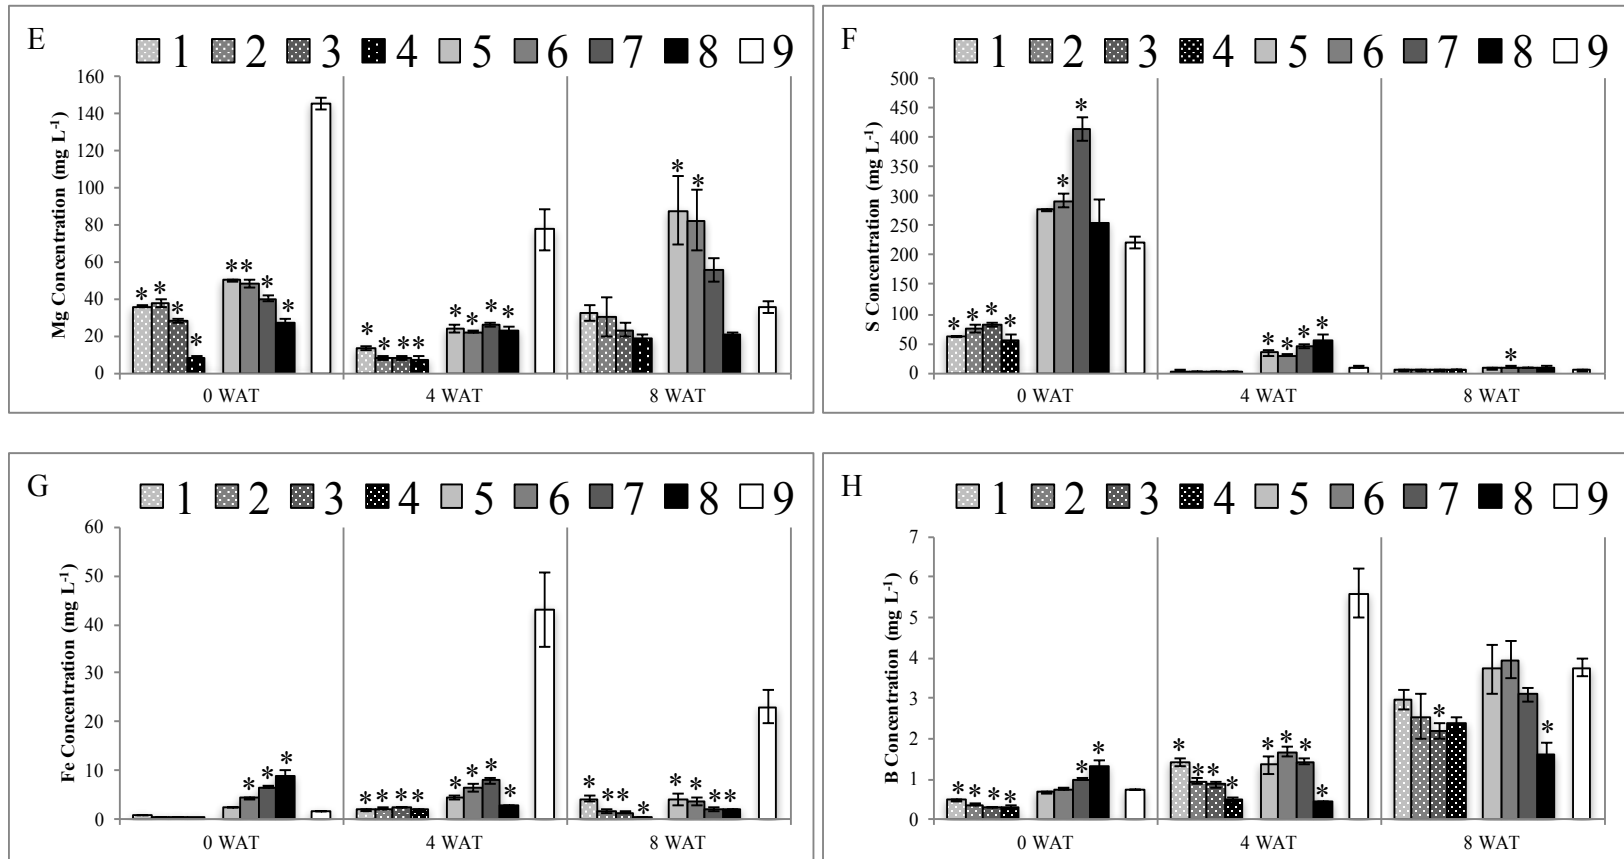 E 1 2 3 4 5 6 7 8 9
160
140
120
100
80
60
40
20
0
Mg Concentration (mg L-1)
* * * * ** * *
* * ** * * * *
* *
0 WAT 4 WAT 8 WAT
F 1 2 3 4 5 6 7 8 9
500
450
400
350
300
250
200
150
100
50
0
S Concentration (mg L-1)
* * * * * *
* * * *
*
0 WAT 4 WAT 8 WAT
G 1 2 3 4 5 6 7 8 9
60
50
40
30
20
10
0
Fe Concentration (mg L-1)
* * *
* * ** * * * *
* ** * * * **
0 WAT 4 WAT 8 WAT
H 1 2 3 4 5 6 7 8 9
7
6
5
4
3
2
1
0
B Concentration (mg L-1)
* * * * * *
* ** * * * * *
* *
0 WAT 4 WAT 8 WAT